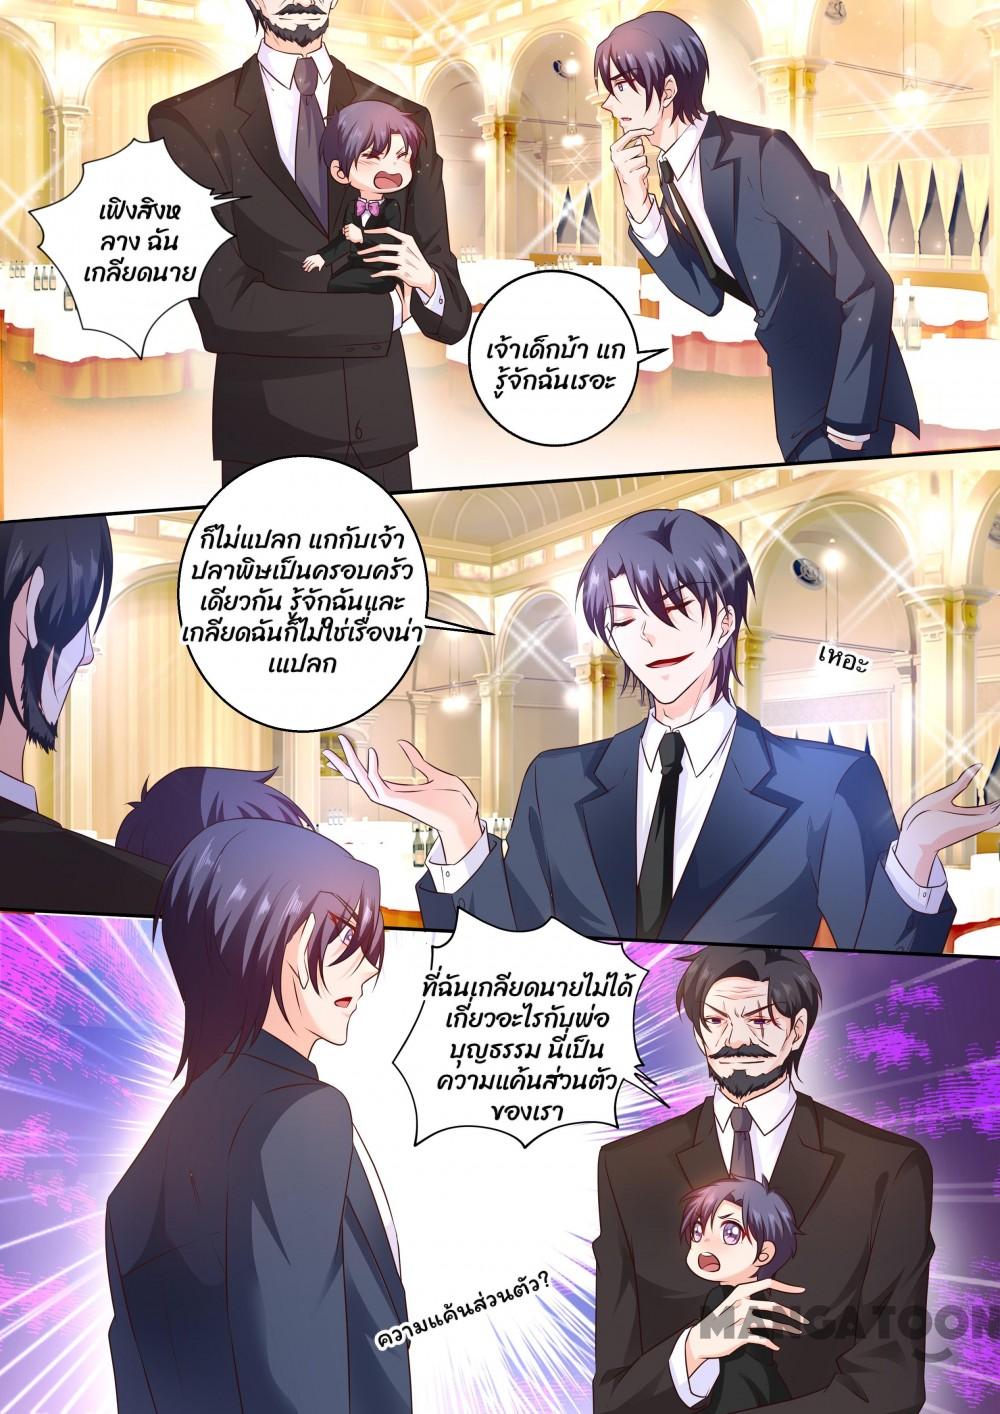 เฟิงสิงห
ลาง ฉัน
เกลียดนาย
เจ้าเด็กบ้า แก
รู้จักฉันเรอะ
ก็ไม่แปลก แกกับเจ้า
ปลาพิษเป็นครอบครัว
เดียวกัน รู้จักฉันและ
เกลียดฉันก็ไม่ใช่เรื่องน่า
แปลก
เหอะ
ที่ฉันเกลียดนายไม่ได้
เกี่ยวอะไรกับพ่อ
บุญธรรม นี่เป็น
ความแค้นส่วนตัว
ของเรา
ความแค้นส่วนตัว?
MANGATOON